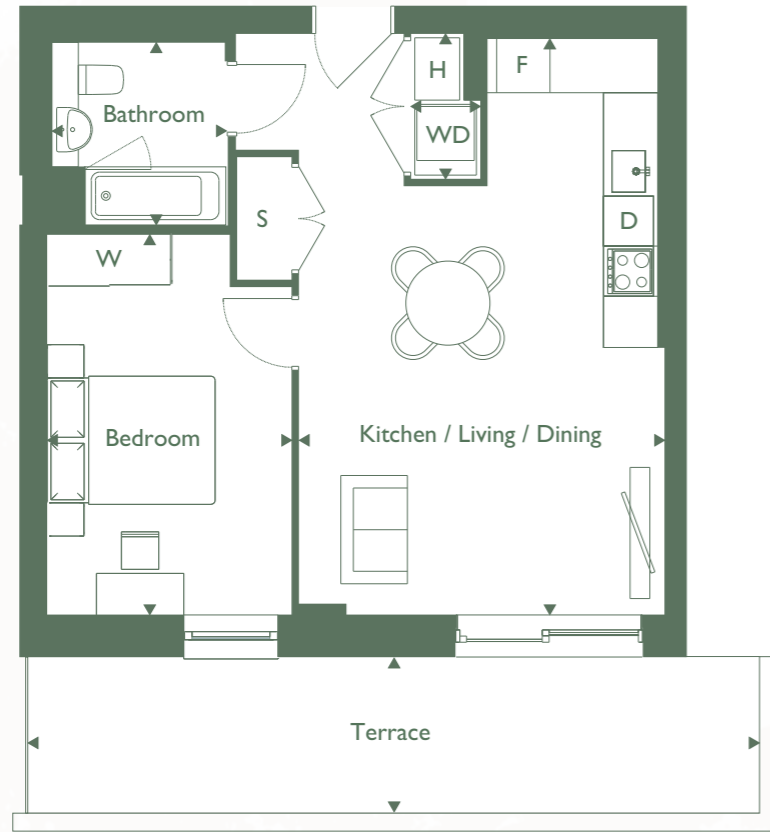 H
F
Bathroom
WD
S
D
W
Bedroom
Kitchen / Living / Dining
Terrace